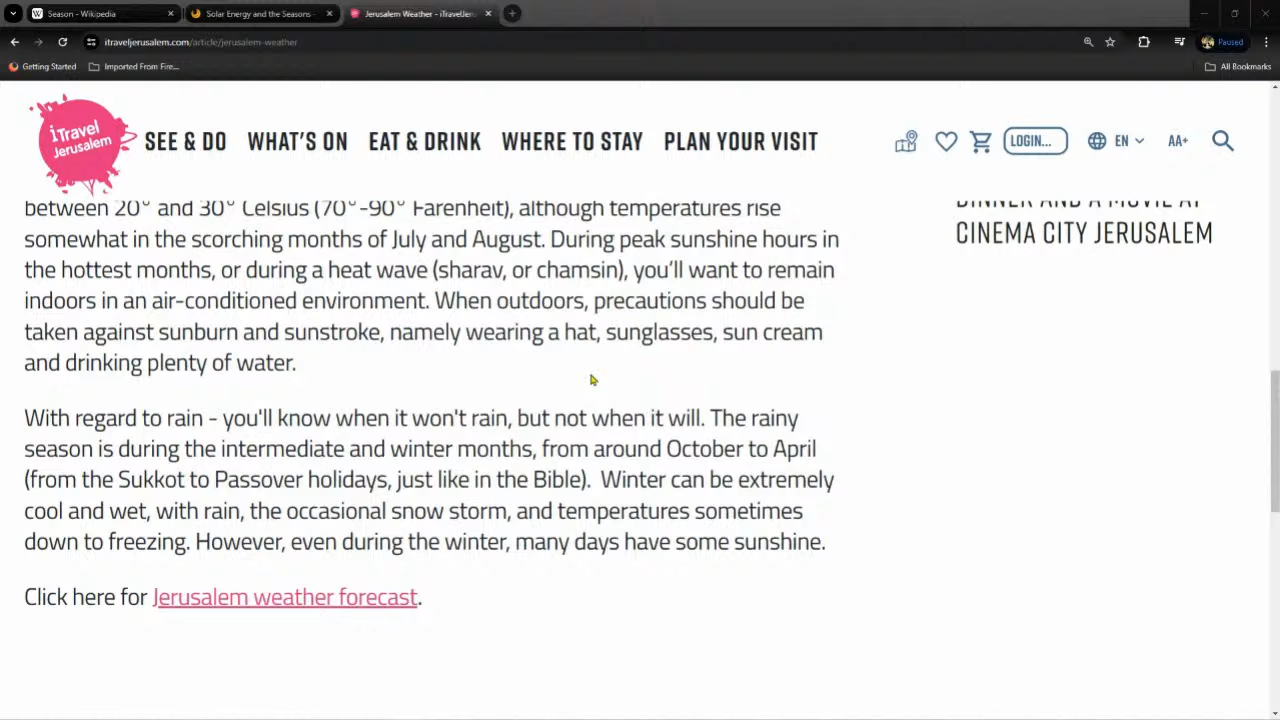 Season - Wikipedia
Solar Energy and the Seasons
Jerusalem Weather - iTravelJer
itraveljerusalem.com/article/jerusalem-weather
Paused
Getting Started
Imported From Fire...
All Bookmarks
iTravel
Jerusalem
SEE & DO
WHAT'S ON
EAT & DRINK
WHERE TO STAY
PLAN YOUR VISIT
LOGIN...
EN
AA+
between 20° and 30° Celsius (70°-90° Farenheit), although temperatures rise
somewhat in the scorching months of July and August. During peak sunshine hours in
the hottest months, or during a heat wave (sharav, or chamsin), you'll want to remain
indoors in an air-conditioned environment. When outdoors, precautions should be
taken against sunburn and sunstroke, namely wearing a hat, sunglasses, sun cream
and drinking plenty of water.
With regard to rain - you'll know when it won't rain, but not when it will. The rainy
season is during the intermediate and winter months, from around October to April
(from the Sukkot to Passover holidays, just like in the Bible).  Winter can be extremely
cool and wet, with rain, the occasional snow storm, and temperatures sometimes
down to freezing. However, even during the winter, many days have some sunshine.
Click here for Jerusalem weather forecast.
DINNER AND A MOVIE AT
CINEMA CITY JERUSALEM